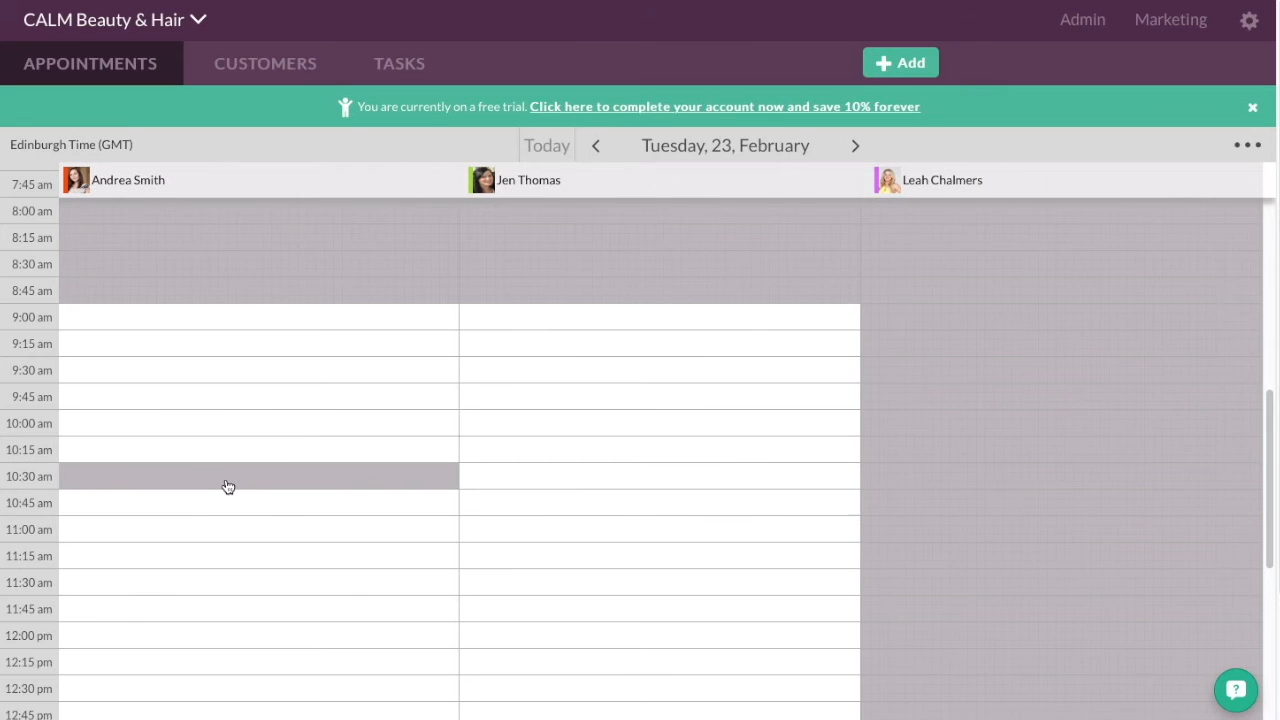 CALM Beauty & Hair
Admin
Marketing
APPOINTMENTS
CUSTOMERS
TASKS
Add
You are currently on a free trial. Click here to complete your account now and save 10% forever
Edinburgh Time (GMT)
Today
Tuesday, 23, February
Andrea Smith
Jen Thomas
Leah Chalmers
7:45 am
8:00 am
8:15 am
8:30 am
8:45 am
9:00 am
9:15 am
9:30 am
9:45 am
10:00 am
10:15 am
10:30 am
10:45 am
11:00 am
11:15 am
11:30 am
11:45 am
12:00 pm
12:15 pm
12:30 pm
12:45 pm